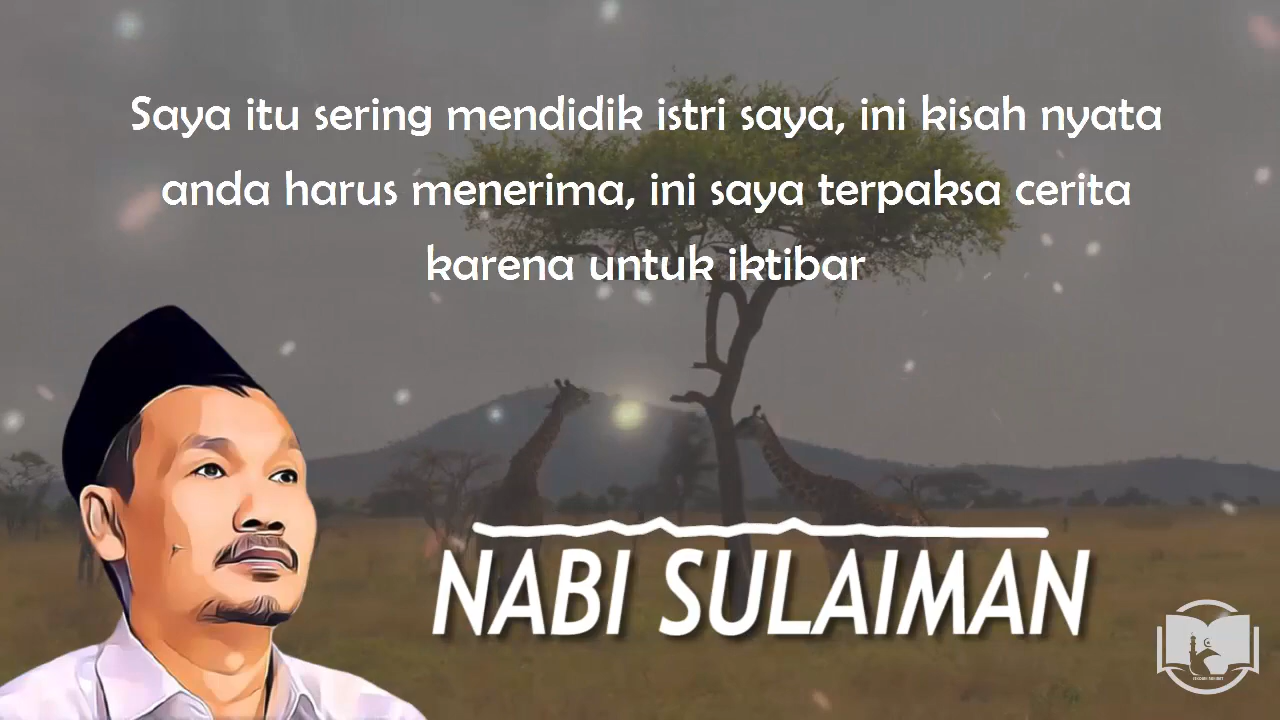 Saya itu sering mendidik istri saya, ini kisah nyata
anda harus menerima, ini saya terpaksa cerita
karena untuk iktibar
NABI SULAIMAN